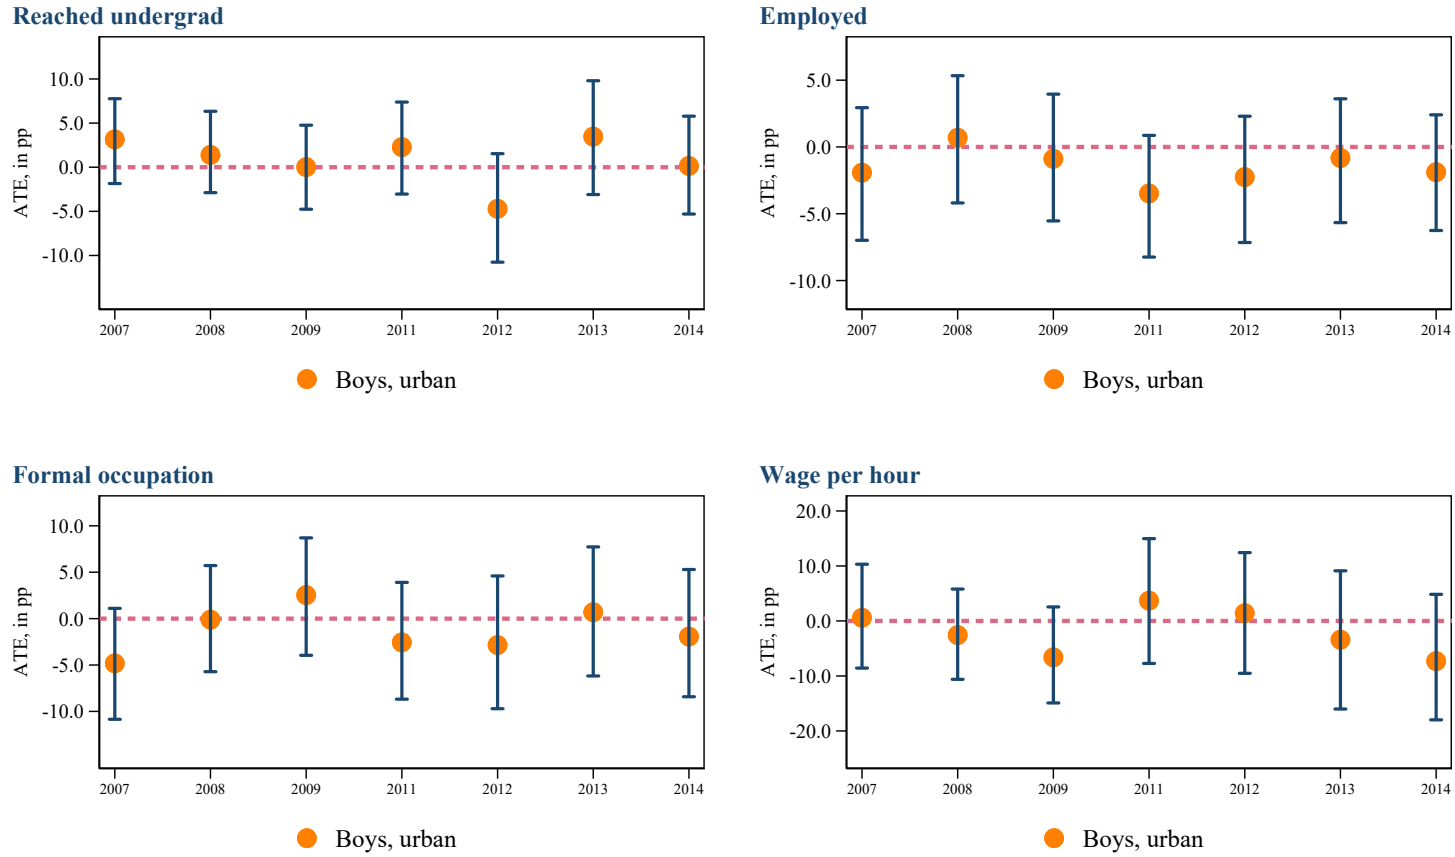 Reached undergrad
ATE, in pp
10.0
5.0
0.0
-5.0
-10.0
2007 2008 2009 2011 2012 2013 2014
Boys, urban
Employed
ATE, in pp
5.0
0.0
-5.0
-10.0
2007 2008 2009 2011 2012 2013 2014
Boys, urban
Formal occupation
ATE, in pp
10.0
5.0
0.0
-5.0
-10.0
2007 2008 2009 2011 2012 2013 2014
Boys, urban
Wage per hour
ATE, in pp
20.0
10.0
0.0
-10.0
-20.0
2007 2008 2009 2011 2012 2013 2014
Boys, urban